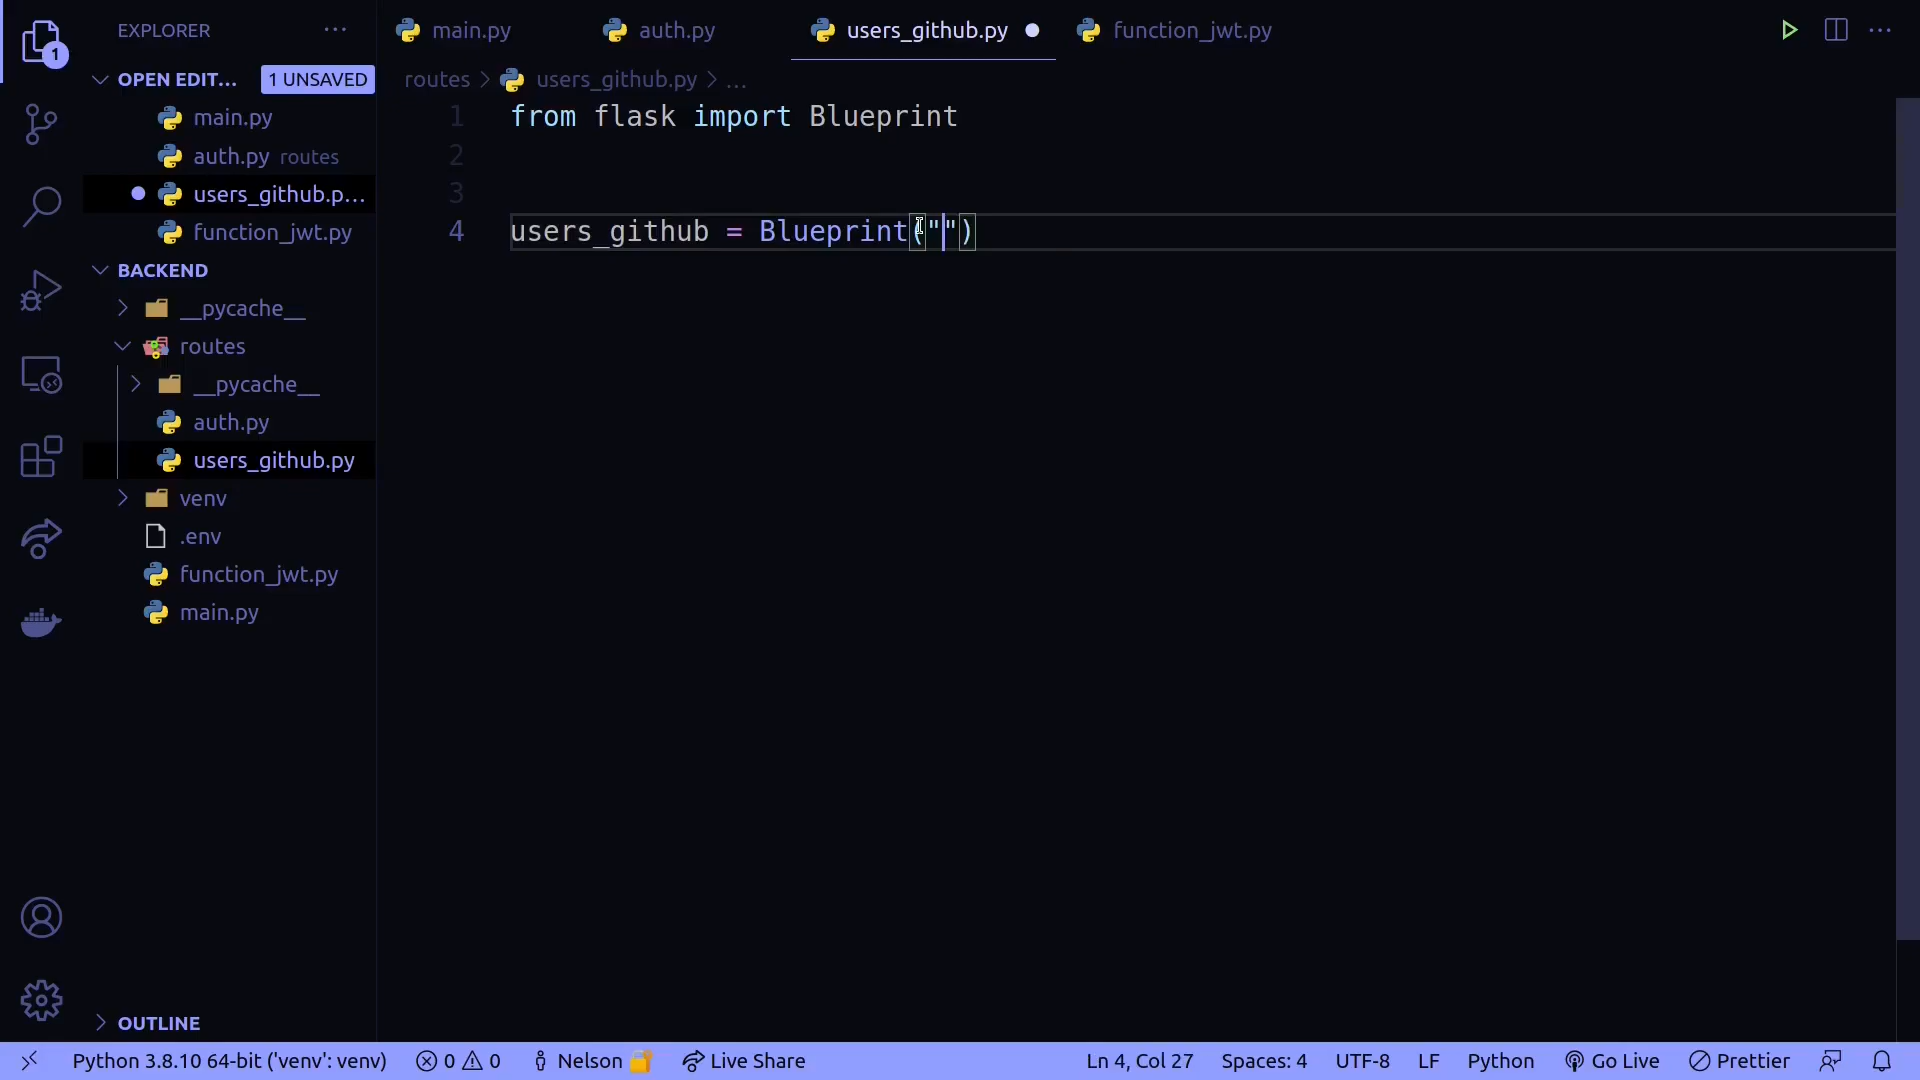 EXPLORER
main.py
auth.py
users_github.py
function_jwt.py
1
OPEN EDIT...
1 UNSAVED
main.py
auth.py routes
users_github.p...
function_jwt.py
BACKEND
__pycache__
routes
__pycache__
auth.py
users_github.py
venv
.env
function_jwt.py
main.py
OUTLINE
routes > users_github.py > ...
1 from flask import Blueprint
2
3
4 users_github = Blueprint("")
Python 3.8.10 64-bit ('venv': venv) 0 0 Nelson Live Share Ln 4, Col 27 Spaces: 4 UTF-8 LF Python Go Live Prettier